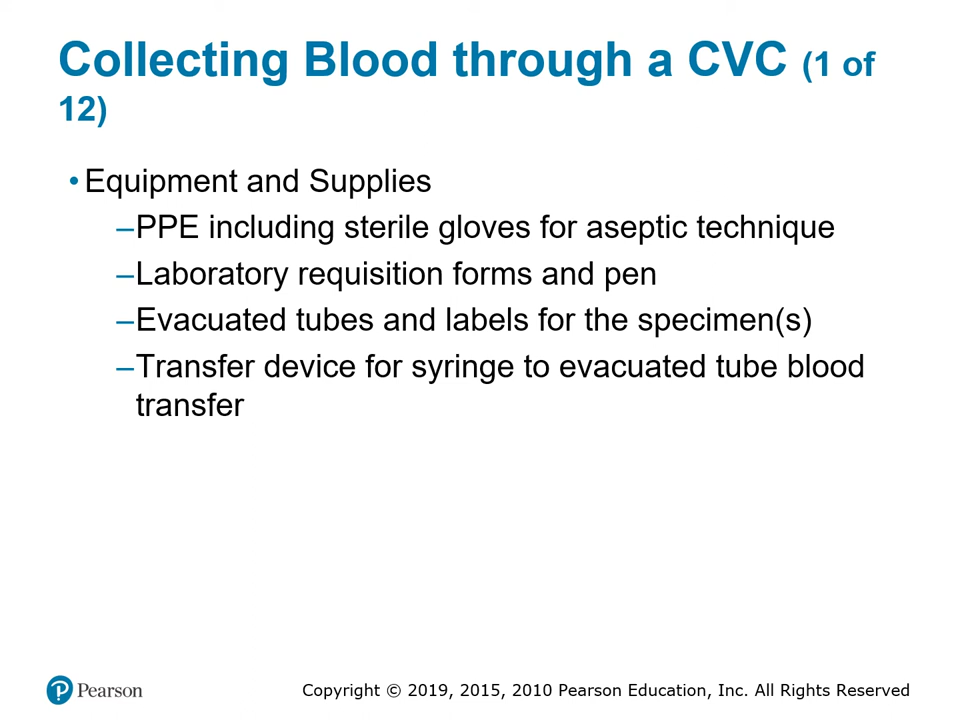 Collecting Blood through a CVC (1 of
12)
• Equipment and Supplies
–PPE including sterile gloves for aseptic technique
–Laboratory requisition forms and pen
–Evacuated tubes and labels for the specimen(s)
–Transfer device for syringe to evacuated tube blood
transfer
Pearson
Copyright © 2019, 2015, 2010 Pearson Education, Inc. All Rights Reserved